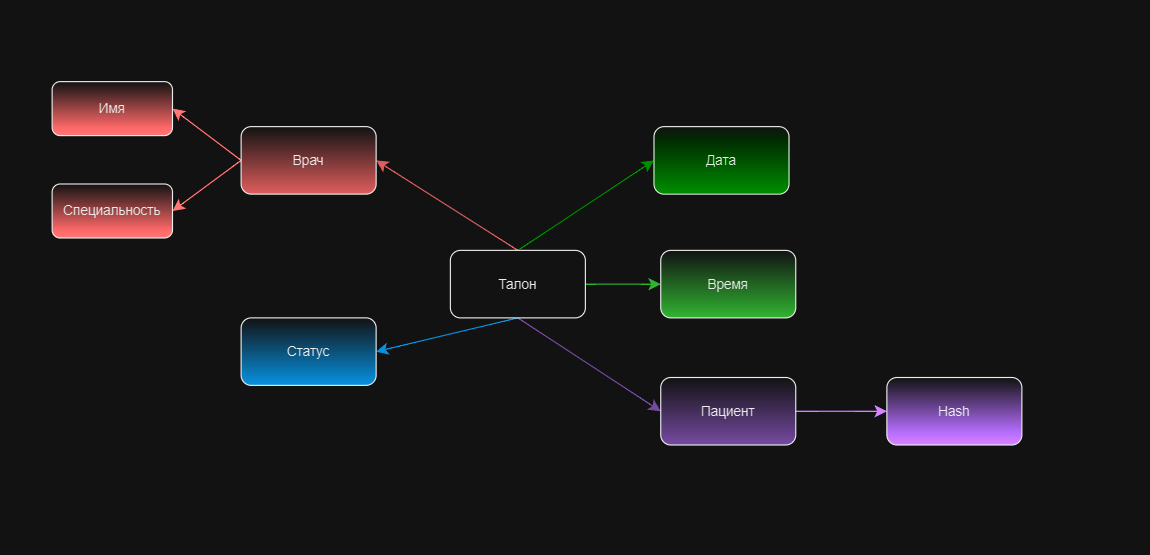 Имя
Врач
Дата
Специальность
Талон
Время
Статус
Пациент
Hash